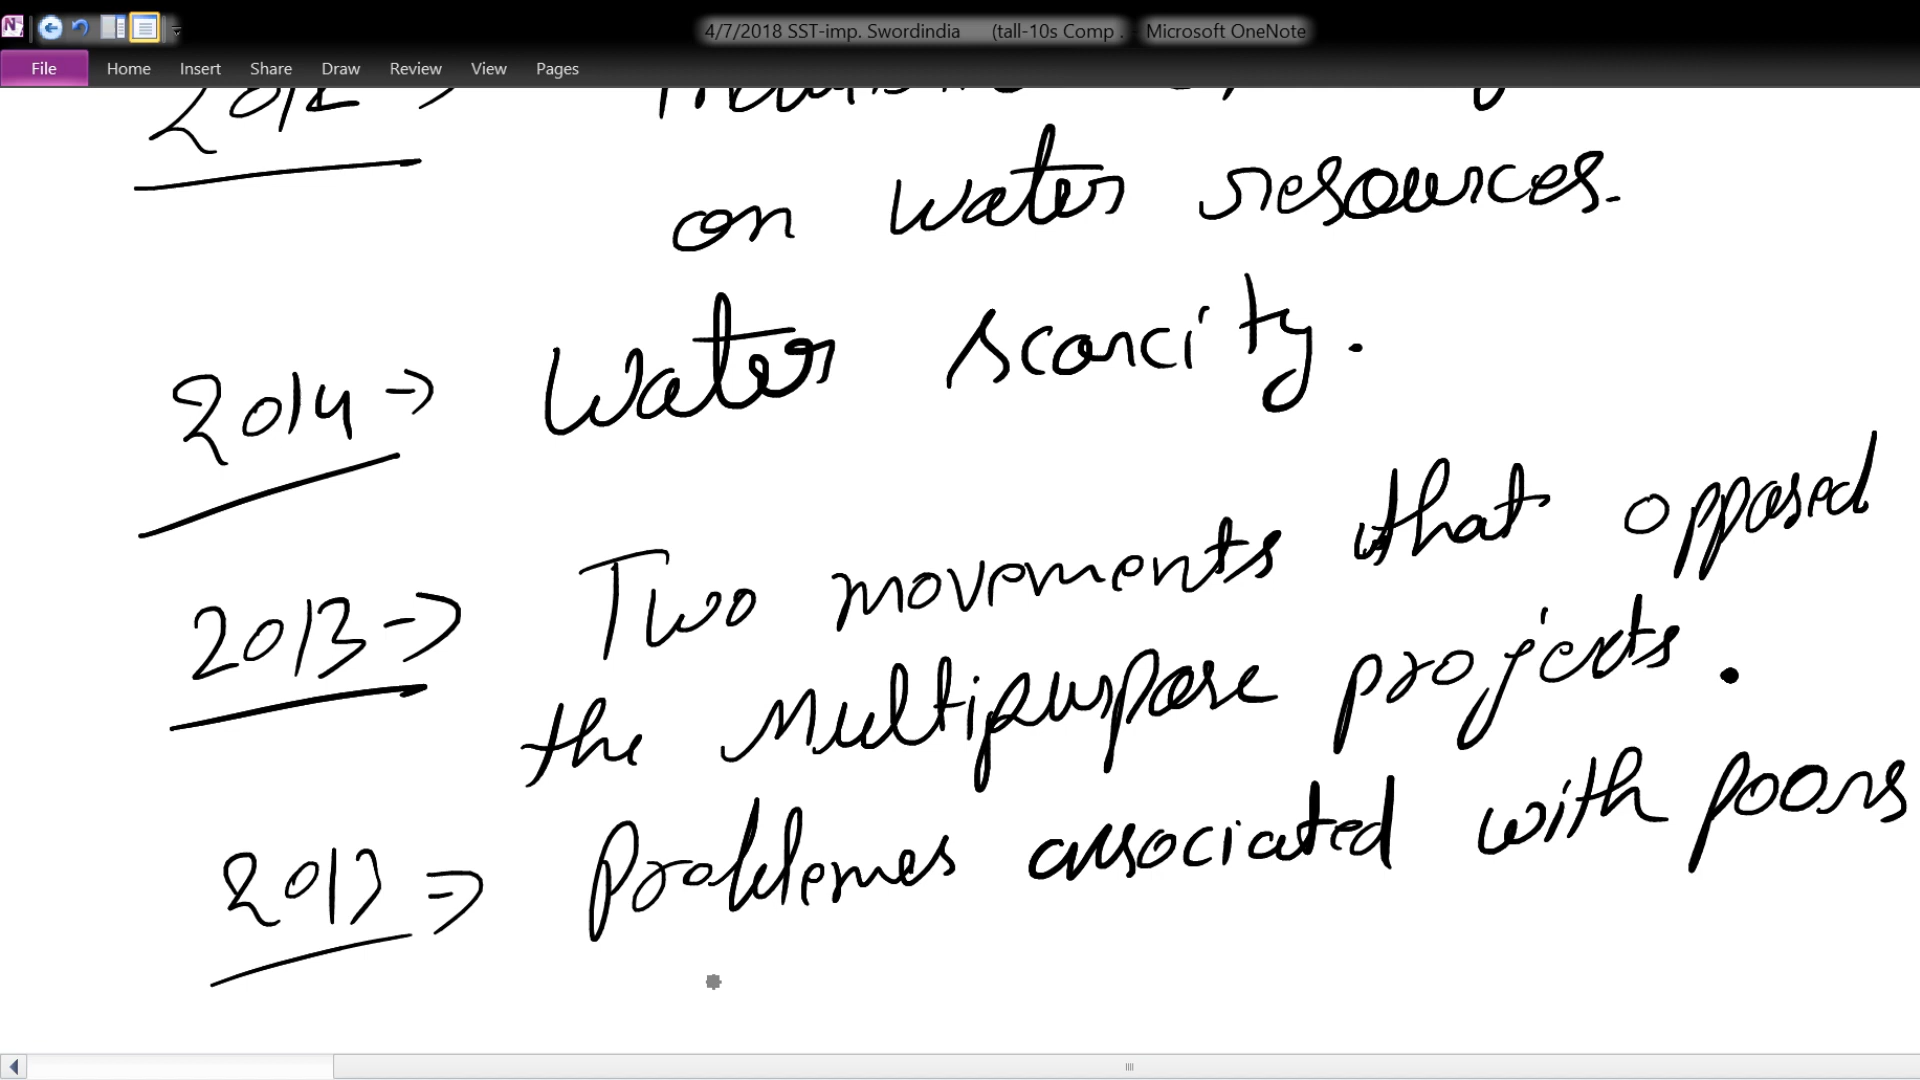 4/7/2018 SST-imp. Swordindia (tall-10s Comp . Microsoft OneNote
File Home Insert Share Draw Review View Pages
2012 ->
on water resources.
2014 -> Water scarcity.
2013 -> Two movements that opposed
the Multipurpose projects.
2013 => Problemes associated with poors